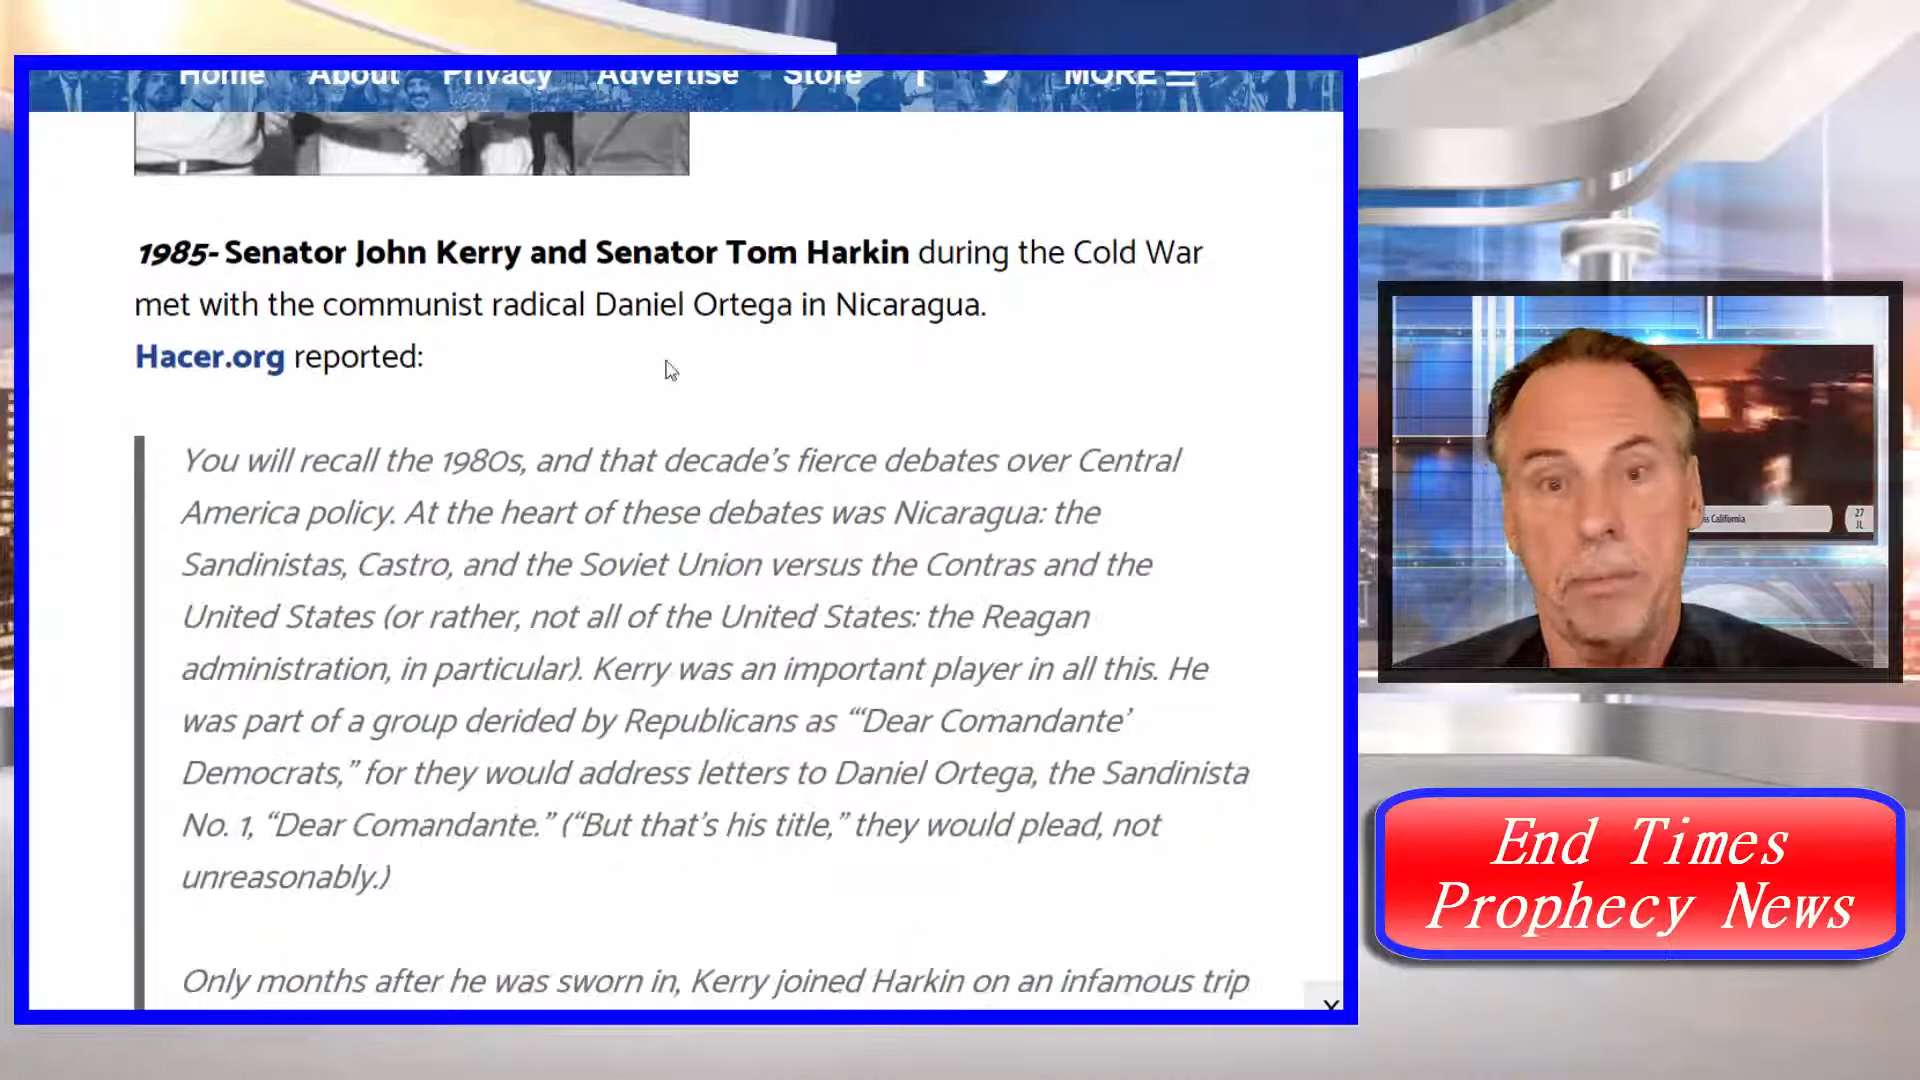 Home About Privacy Advertise Store MORE
1985- Senator John Kerry and Senator Tom Harkin during the Cold War
met with the communist radical Daniel Ortega in Nicaragua.
Hacer.org reported:
You will recall the 1980s, and that decade's fierce debates over Central
America policy. At the heart of these debates was Nicaragua: the
Sandinistas, Castro, and the Soviet Union versus the Contras and the
United States (or rather, not all of the United States: the Reagan
administration, in particular). Kerry was an important player in all this. He
was part of a group derided by Republicans as “‘Dear Comandante’
Democrats,” for they would address letters to Daniel Ortega, the Sandinista
No. 1, “Dear Comandante.” (“But that’s his title,” they would plead, not
unreasonably.)
Only months after he was sworn in, Kerry joined Harkin on an infamous trip
California
27
JL
End Times
Prophecy News